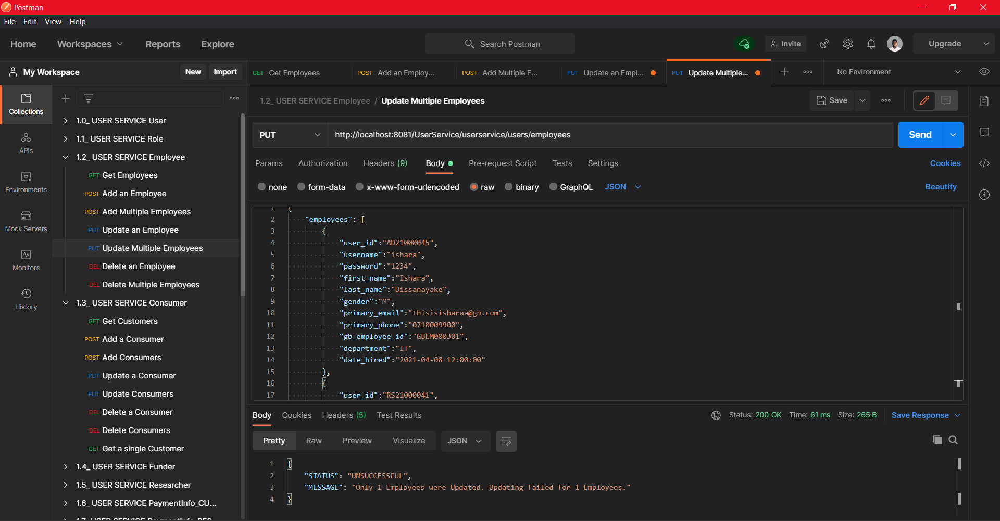 Postman
File Edit View Help
Home Workspaces Reports Explore Search Postman Invite Upgrade
My Workspace New Import
GET Get Employees POST Add an Employ... POST Add Multiple E... PUT Update an Empl... PUT Update Multiple... No Environment
Collections
APIs
Environments
Mock Servers
Monitors
History
1.0_ USER SERVICE User
1.1_ USER SERVICE Role
1.2_ USER SERVICE Employee
GET Get Employees
POST Add an Employee
POST Add Multiple Employees
PUT Update an Employee
PUT Update Multiple Employees
DEL Delete an Employee
DEL Delete Multiple Employees
1.3_ USER SERVICE Consumer
GET Get Customers
POST Add a Consumer
POST Add Consumers
PUT Update a Consumer
PUT Update Consumers
DEL Delete a Consumer
DEL Delete Consumers
GET Get a single Customer
1.4_ USER SERVICE Funder
1.5_ USER SERVICE Researcher
1.6_ USER SERVICE PaymentInfo_CU...
1.2_ USER SERVICE Employee / Update Multiple Employees Save
PUT http://localhost:8081/UserService/userservice/users/employees Send
Params Authorization Headers (9) Body Pre-request Script Tests Settings Cookies
none form-data x-www-form-urlencoded raw binary GraphQL JSON Beautify
1 {
2 "employees": [
3 {
4 "user_id":"AD21000045",
5 "username":"ishara",
6 "password":"1234",
7 "first_name":"Ishara",
8 "last_name":"Dissanayake",
9 "gender":"M",
10 "primary_email":"thisisisharaa@gb.com",
11 "primary_phone":"0710009900",
12 "gb_employee_id":"GBEM000301",
13 "department":"IT",
14 "date_hired":"2021-04-08 12:00:00"
15 },
16 {
17 "user_id":"RS21000041",
Body Cookies Headers (5) Test Results Status: 200 OK Time: 61 ms Size: 265 B Save Response
Pretty Raw Preview Visualize JSON
1 {
2 "STATUS": "UNSUCCESSFUL",
3 "MESSAGE": "Only 1 Employees were Updated. Updating failed for 1 Employees."
4 }